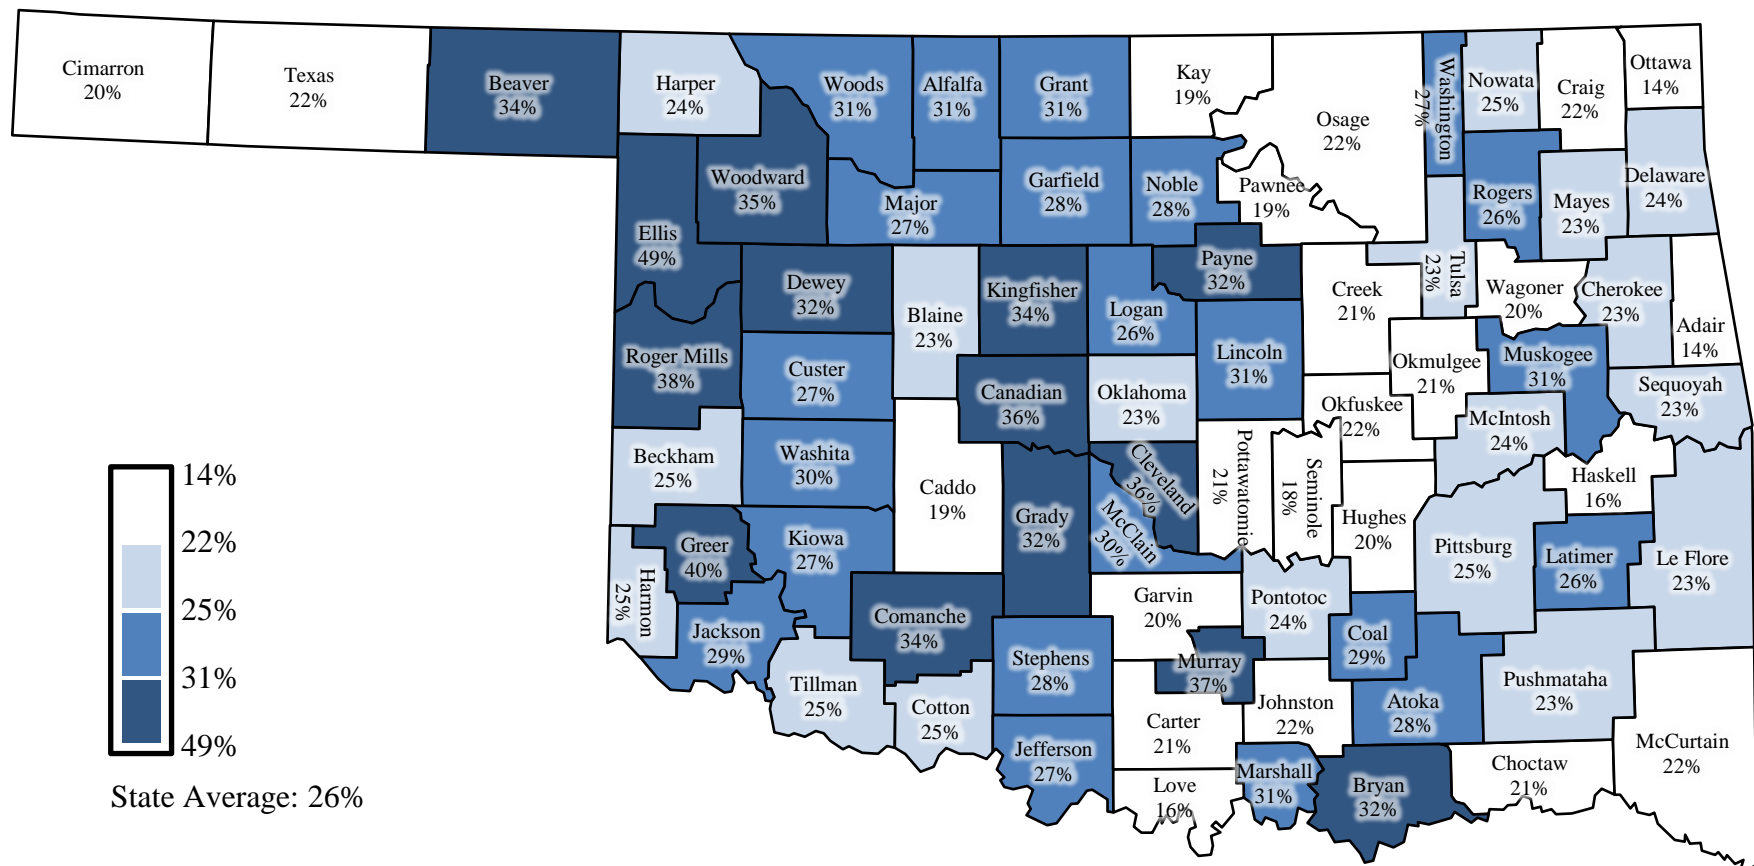 Cimarron
20%
Texas
22%
Beaver
34%
Harper
24%
Woods
31%
Alfalfa
31%
Grant
31%
Kay
19%
Osage
22%
Washington
27%
Nowata
25%
Craig
22%
Ottawa
14%
Woodward
35%
Major
27%
Garfield
28%
Noble
28%
Pawnee
19%
Rogers
26%
Mayes
23%
Delaware
24%
Ellis
49%
Dewey
32%
Blaine
23%
Kingfisher
34%
Logan
26%
Payne
32%
Creek
21%
Tulsa
23%
Wagoner
20%
Cherokee
23%
Adair
14%
Roger Mills
38%
Custer
27%
Canadian
36%
Oklahoma
23%
Lincoln
31%
Okmulgee
21%
Muskogee
31%
Sequoyah
23%
Okfuskee
22%
McIntosh
24%
Beckham
25%
Washita
30%
Caddo
19%
Grady
32%
Cleveland
36%
McClain
30%
Pottawatomie
21%
Seminole
18%
Hughes
20%
Haskell
16%
Pittsburg
25%
Latimer
26%
Le Flore
23%
Greer
40%
Kiowa
27%
Harmon
25%
Jackson
29%
Comanche
34%
Garvin
20%
Pontotoc
24%
Coal
29%
Stephens
28%
Murray
37%
Tillman
25%
Cotton
25%
Johnston
22%
Atoka
28%
Pushmataha
23%
Carter
21%
Jefferson
27%
Love
16%
Marshall
31%
Bryan
32%
Choctaw
21%
McCurtain
22%
14%
22%
25%
31%
49%
State Average: 26%